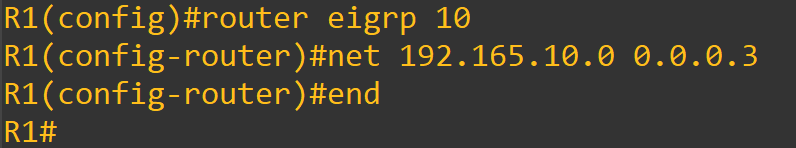 R1(config)#router eigrp 10
R1(config-router)#net 192.165.10.0 0.0.0.3
R1(config-router)#end
R1#